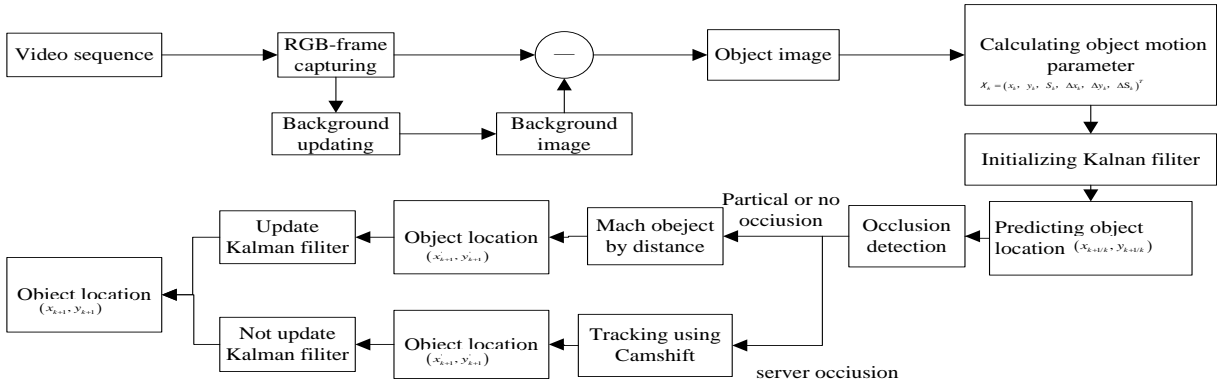 Video sequence
RGB-frame
capturing
—
Object image
Calculating object motion
parameter
X_k = (x_k, y_k, S_k, Δx_k, Δy_k, ΔS_k)^T
Background
updating
Background
image
Initializing Kalnan filiter
Predicting object
location (x_{k+1/k}, y_{k+1/k})
Occlusion
detection
Partical or no
occiusion
Mach obeject
by distance
Object location
(x'_{k+1}, y'_{k+1})
Update
Kalman filiter
Object location
(x_{k+1}, y_{k+1})
Not update
Kalman filiter
Object location
(x'_{k+1}, y'_{k+1})
Tracking using
Camshift
server occiusion